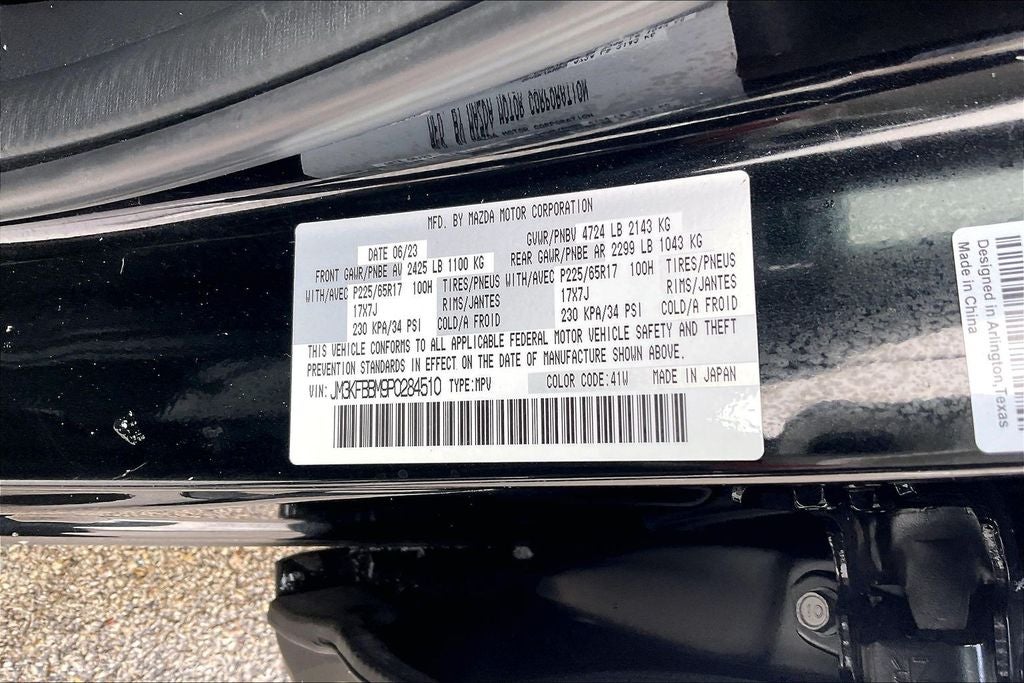 MFD. BY MAZDA MOTOR CORPORATION
DATE 06/23
GVWR/PNBV 4724 LB 2143 KG
FRONT GAWR/PNBE AV 2425 LB 1100 KG
REAR GAWR/PNBE AR 2299 LB 1043 KG
WITH/AVEC P225/65R17 100H TIRES/PNEUS
WITH/AVEC P225/65R17 100H TIRES/PNEUS
17X7J RIMS/JANTES
17X7J RIMS/JANTES
230 KPA/34 PSI COLD/A FROID
230 KPA/34 PSI COLD/A FROID
THIS VEHICLE CONFORMS TO ALL APPLICABLE FEDERAL MOTOR VEHICLE SAFETY AND THEFT
PREVENTION STANDARDS IN EFFECT ON THE DATE OF MANUFACTURE SHOWN ABOVE.
VIN: JM3KFBBM9P0284510 TYPE:MPV COLOR CODE:41W MADE IN JAPAN
Designed in Arlington, Texas
Made in China